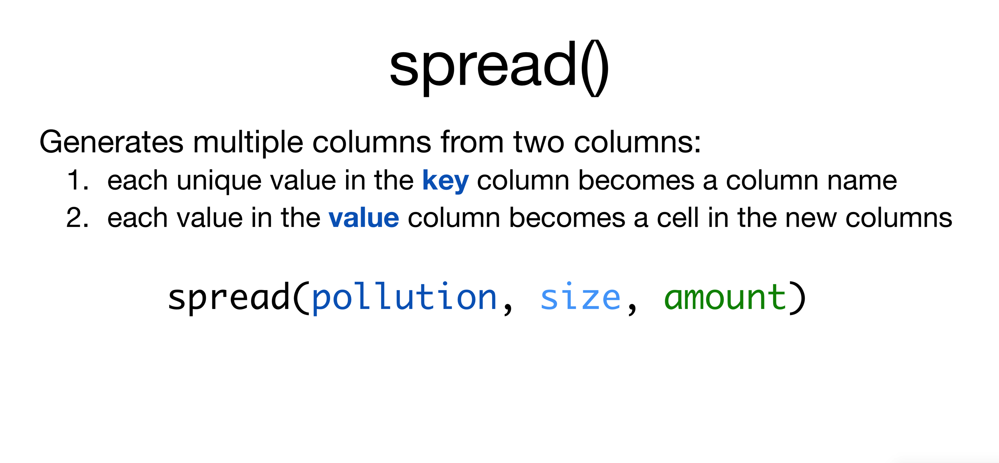 spread()
Generates multiple columns from two columns:
1. each unique value in the key column becomes a column name
2. each value in the value column becomes a cell in the new columns
spread(pollution, size, amount)